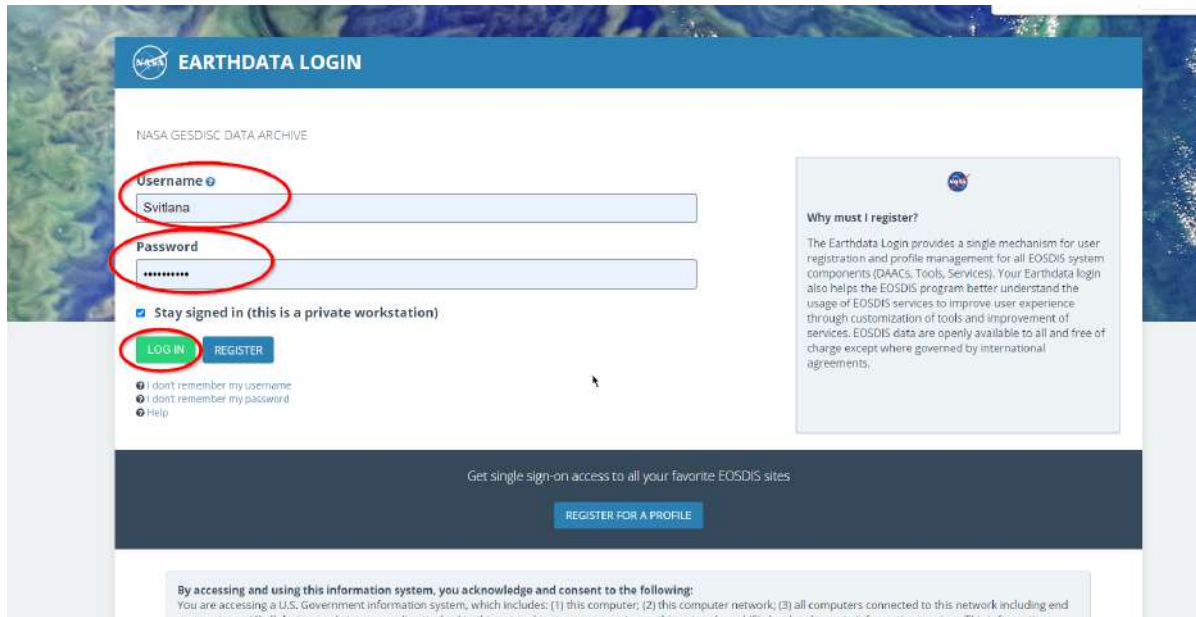 NASA
EARTHDATA LOGIN
NASA GESDISC DATA ARCHIVE
Username
Svitlana
Password
••••••••••
Stay signed in (this is a private workstation)
LOG IN
REGISTER
I don't remember my username
I don't remember my password
Help
Why must I register?
The Earthdata Login provides a single mechanism for user
registration and profile management for all EOSDIS system
components (DAACs, Tools, Services). Your Earthdata login
also helps the EOSDIS program better understand the
usage of EOSDIS services to improve user experience
through customization of tools and improvement of
services. EOSDIS data are openly available to all and free of
charge except where governed by international
agreements.
Get single sign-on access to all your favorite EOSDIS sites
REGISTER FOR A PROFILE
By accessing and using this information system, you acknowledge and consent to the following:
You are accessing a U.S. Government information system, which includes: (1) this computer; (2) this computer network; (3) all computers connected to this network including end